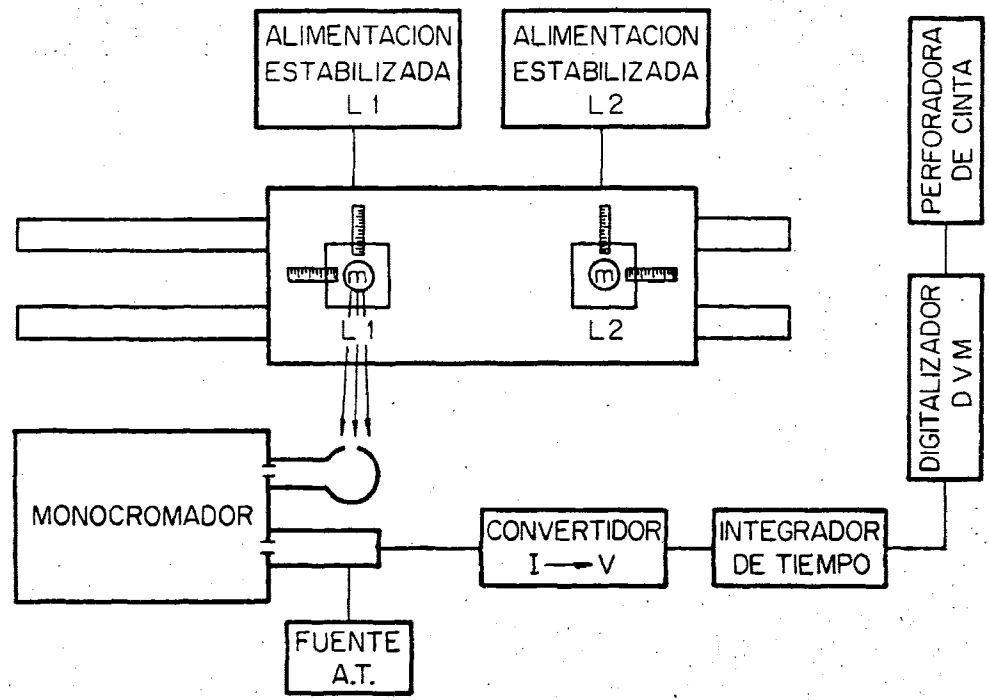 ALIMENTACION
ESTABILIZADA
L 1
ALIMENTACION
ESTABILIZADA
L 2
PERFORADORA
DE CINTA
m
L 1
m
L 2
DIGITALIZADOR
D V M
MONOCROMADOR
CONVERTIDOR
I → V
INTEGRADOR
DE TIEMPO
FUENTE
A.T.